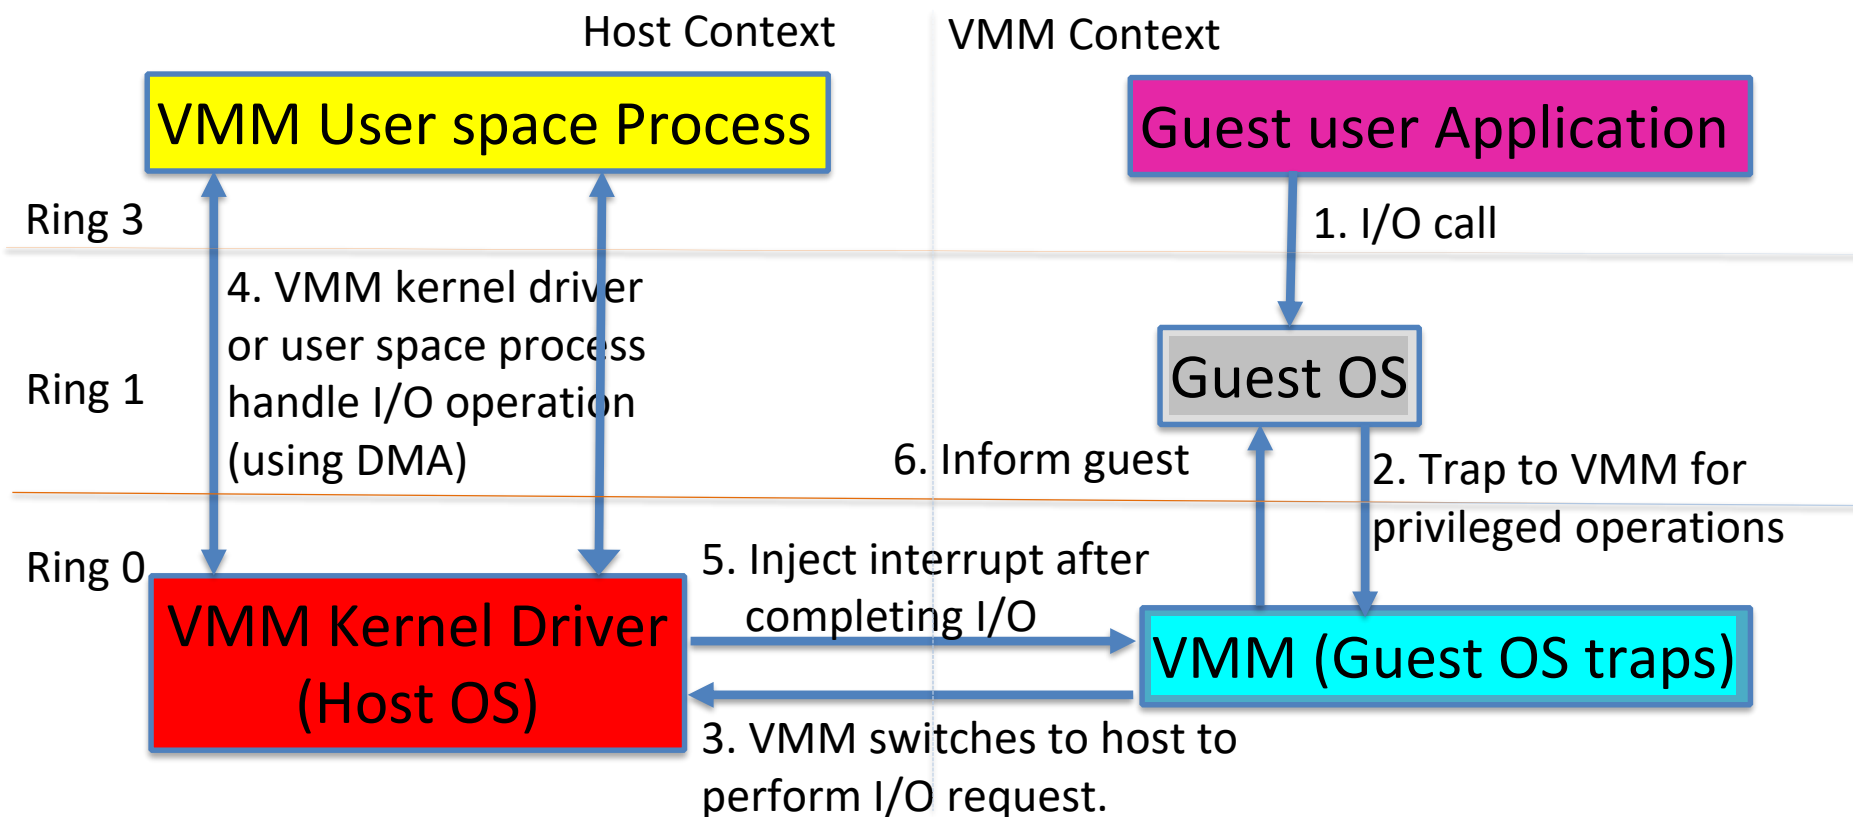 Host Context
VMM Context
VMM User space Process
Guest user Application
Ring 3
1. I/O call
4. VMM kernel driver
or user space process
handle I/O operation
(using DMA)
Ring 1
Guest OS
6. Inform guest
2. Trap to VMM for
privileged operations
Ring 0
5. Inject interrupt after
completing I/O
VMM Kernel Driver
(Host OS)
VMM (Guest OS traps)
3. VMM switches to host to
perform I/O request.